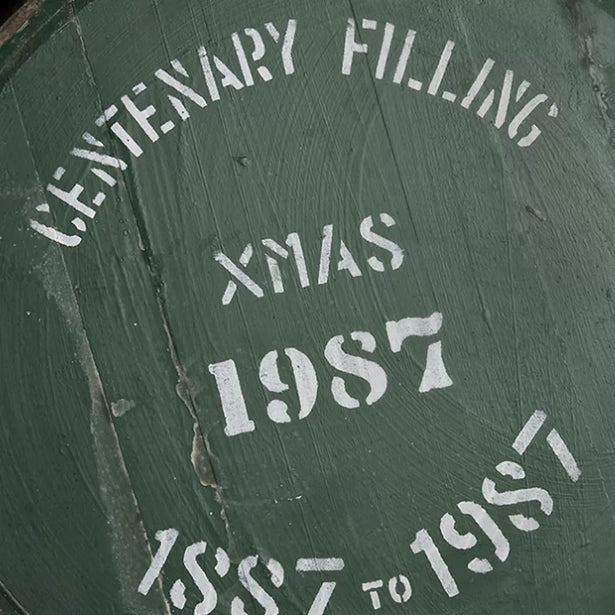 CENTENARY FILLING
XMAS
1987
1887 TO 1987